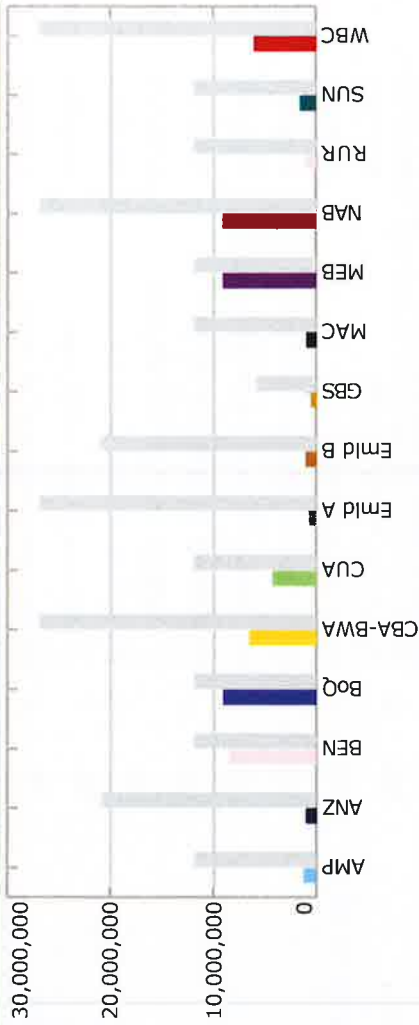 30,000,000
20,000,000
10,000,000
0
AMP
ANZ
BEN
BoQ
CBA-BWA
CUA
Emld A
Emld B
GBS
MAC
MEB
NAB
RUR
SUN
WBC